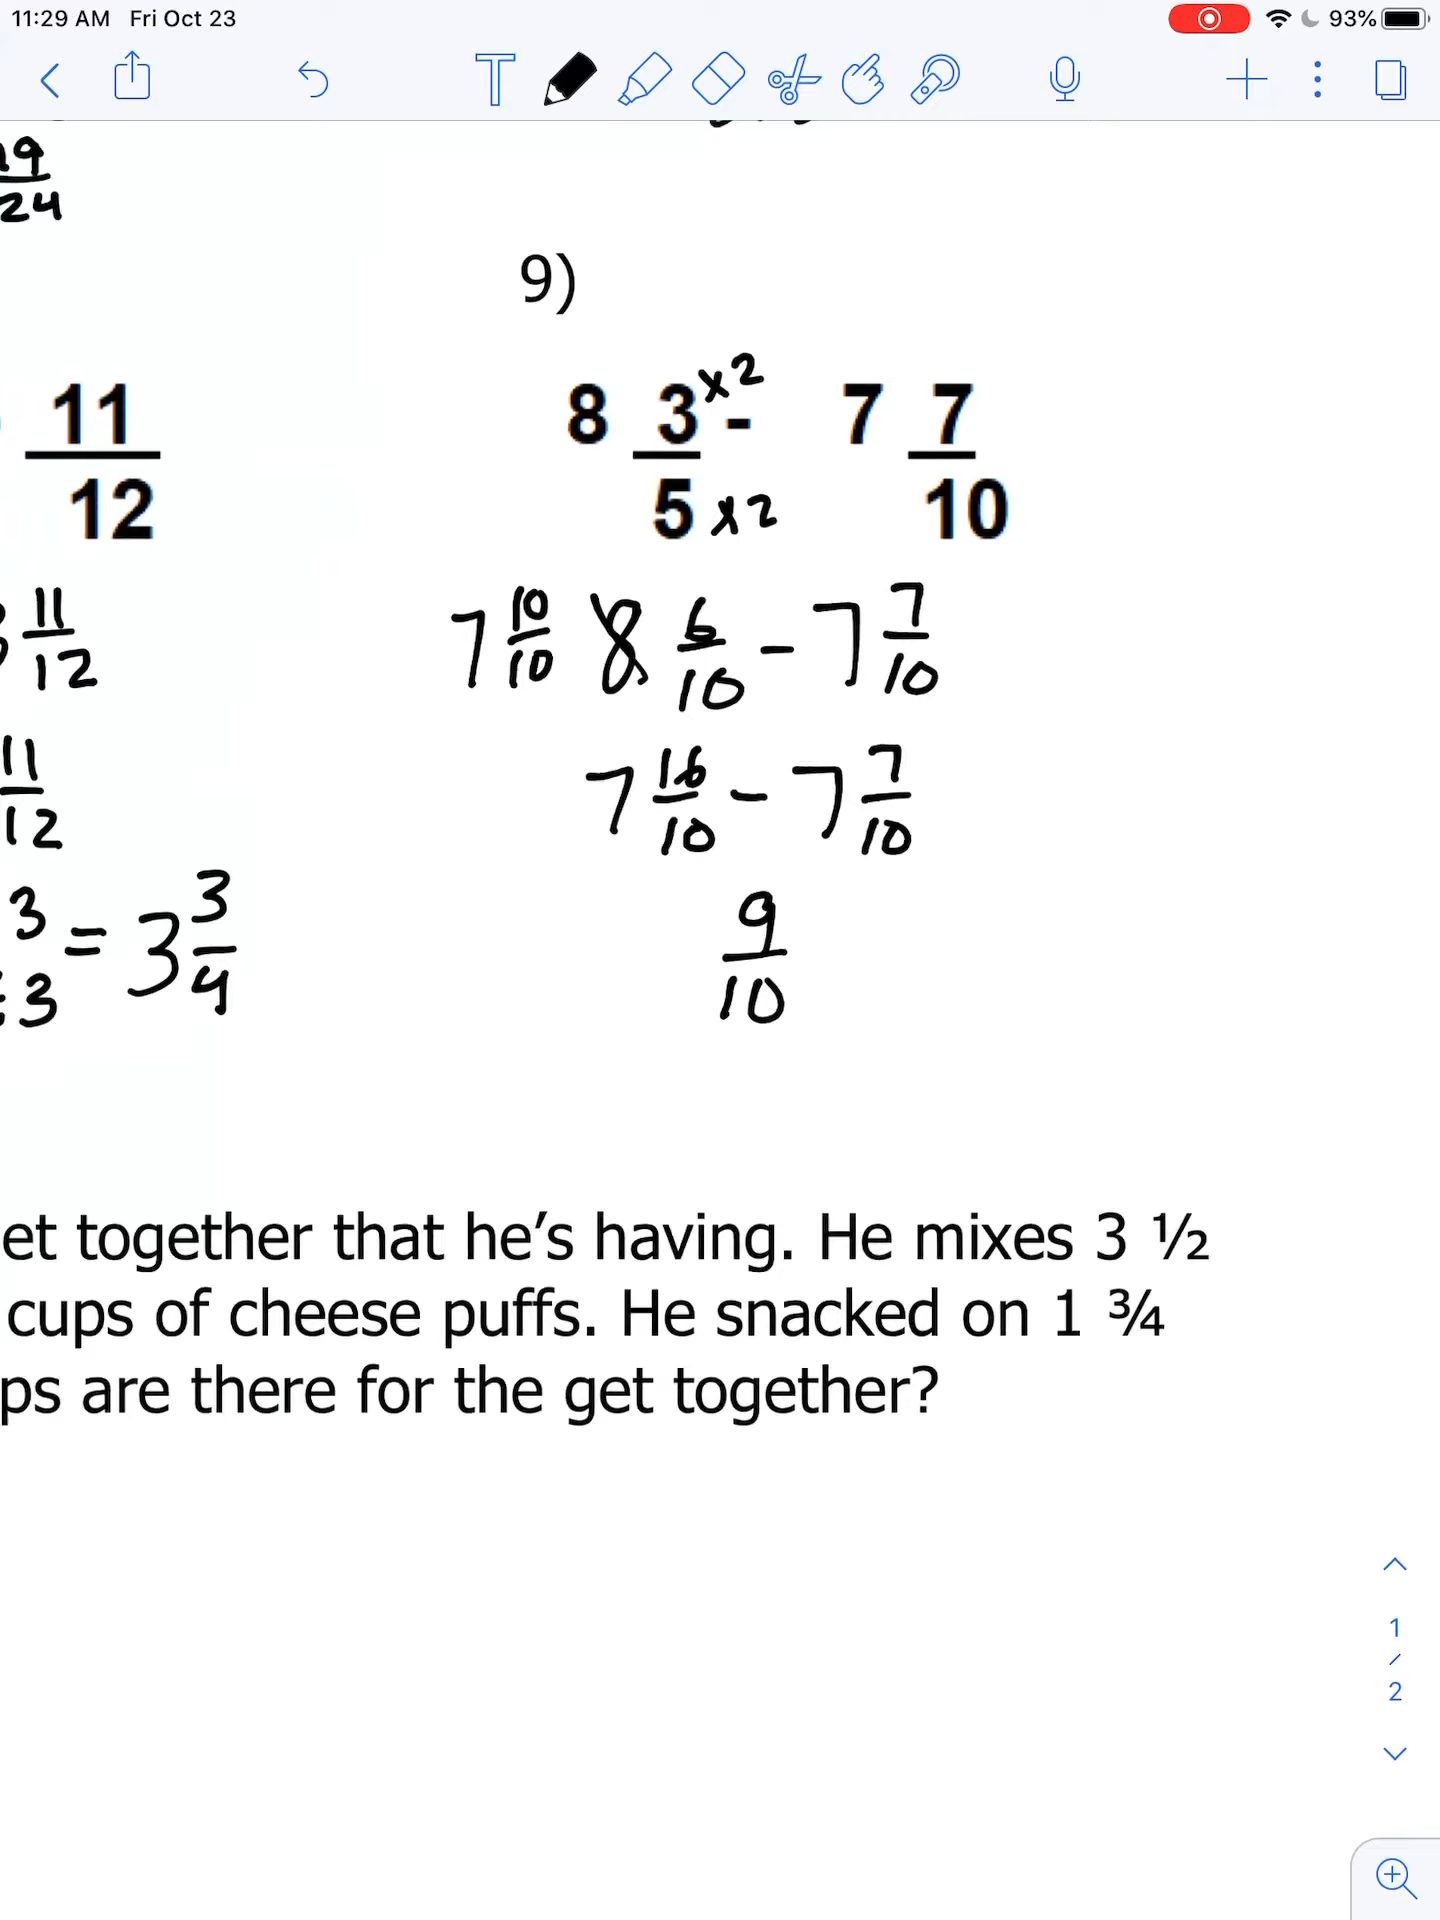 11:29 AM Fri Oct 23 93%
T
19
24
9)
11
12
8 3 x2 - 7 7
5 x2 10
11
12
7 10/10 8 6/10 - 7 7/10
11
12
7 16/10 - 7 7/10
3
3 = 3 3/4
9
10
et together that he’s having. He mixes 3 ½
cups of cheese puffs. He snacked on 1 ¾
ps are there for the get together?
1
/
2